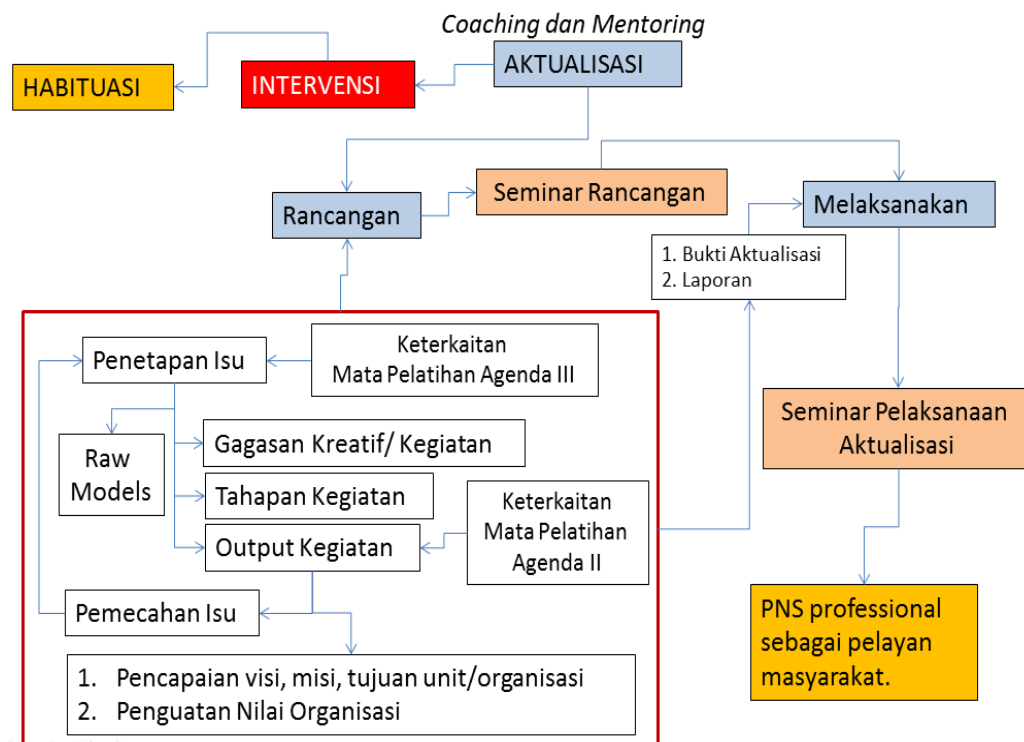 Coaching dan Mentoring
AKTUALISASI
INTERVENSI
HABITUASI
Rancangan
Seminar Rancangan
Melaksanakan
1. Bukti Aktualisasi
2. Laporan
Penetapan Isu
Keterkaitan
Mata Pelatihan Agenda III
Raw
Models
Gagasan Kreatif/ Kegiatan
Tahapan Kegiatan
Output Kegiatan
Keterkaitan
Mata Pelatihan
Agenda II
Pemecahan Isu
1. Pencapaian visi, misi, tujuan unit/organisasi
2. Penguatan Nilai Organisasi
Seminar Pelaksanaan
Aktualisasi
PNS professional
sebagai pelayan
masyarakat.